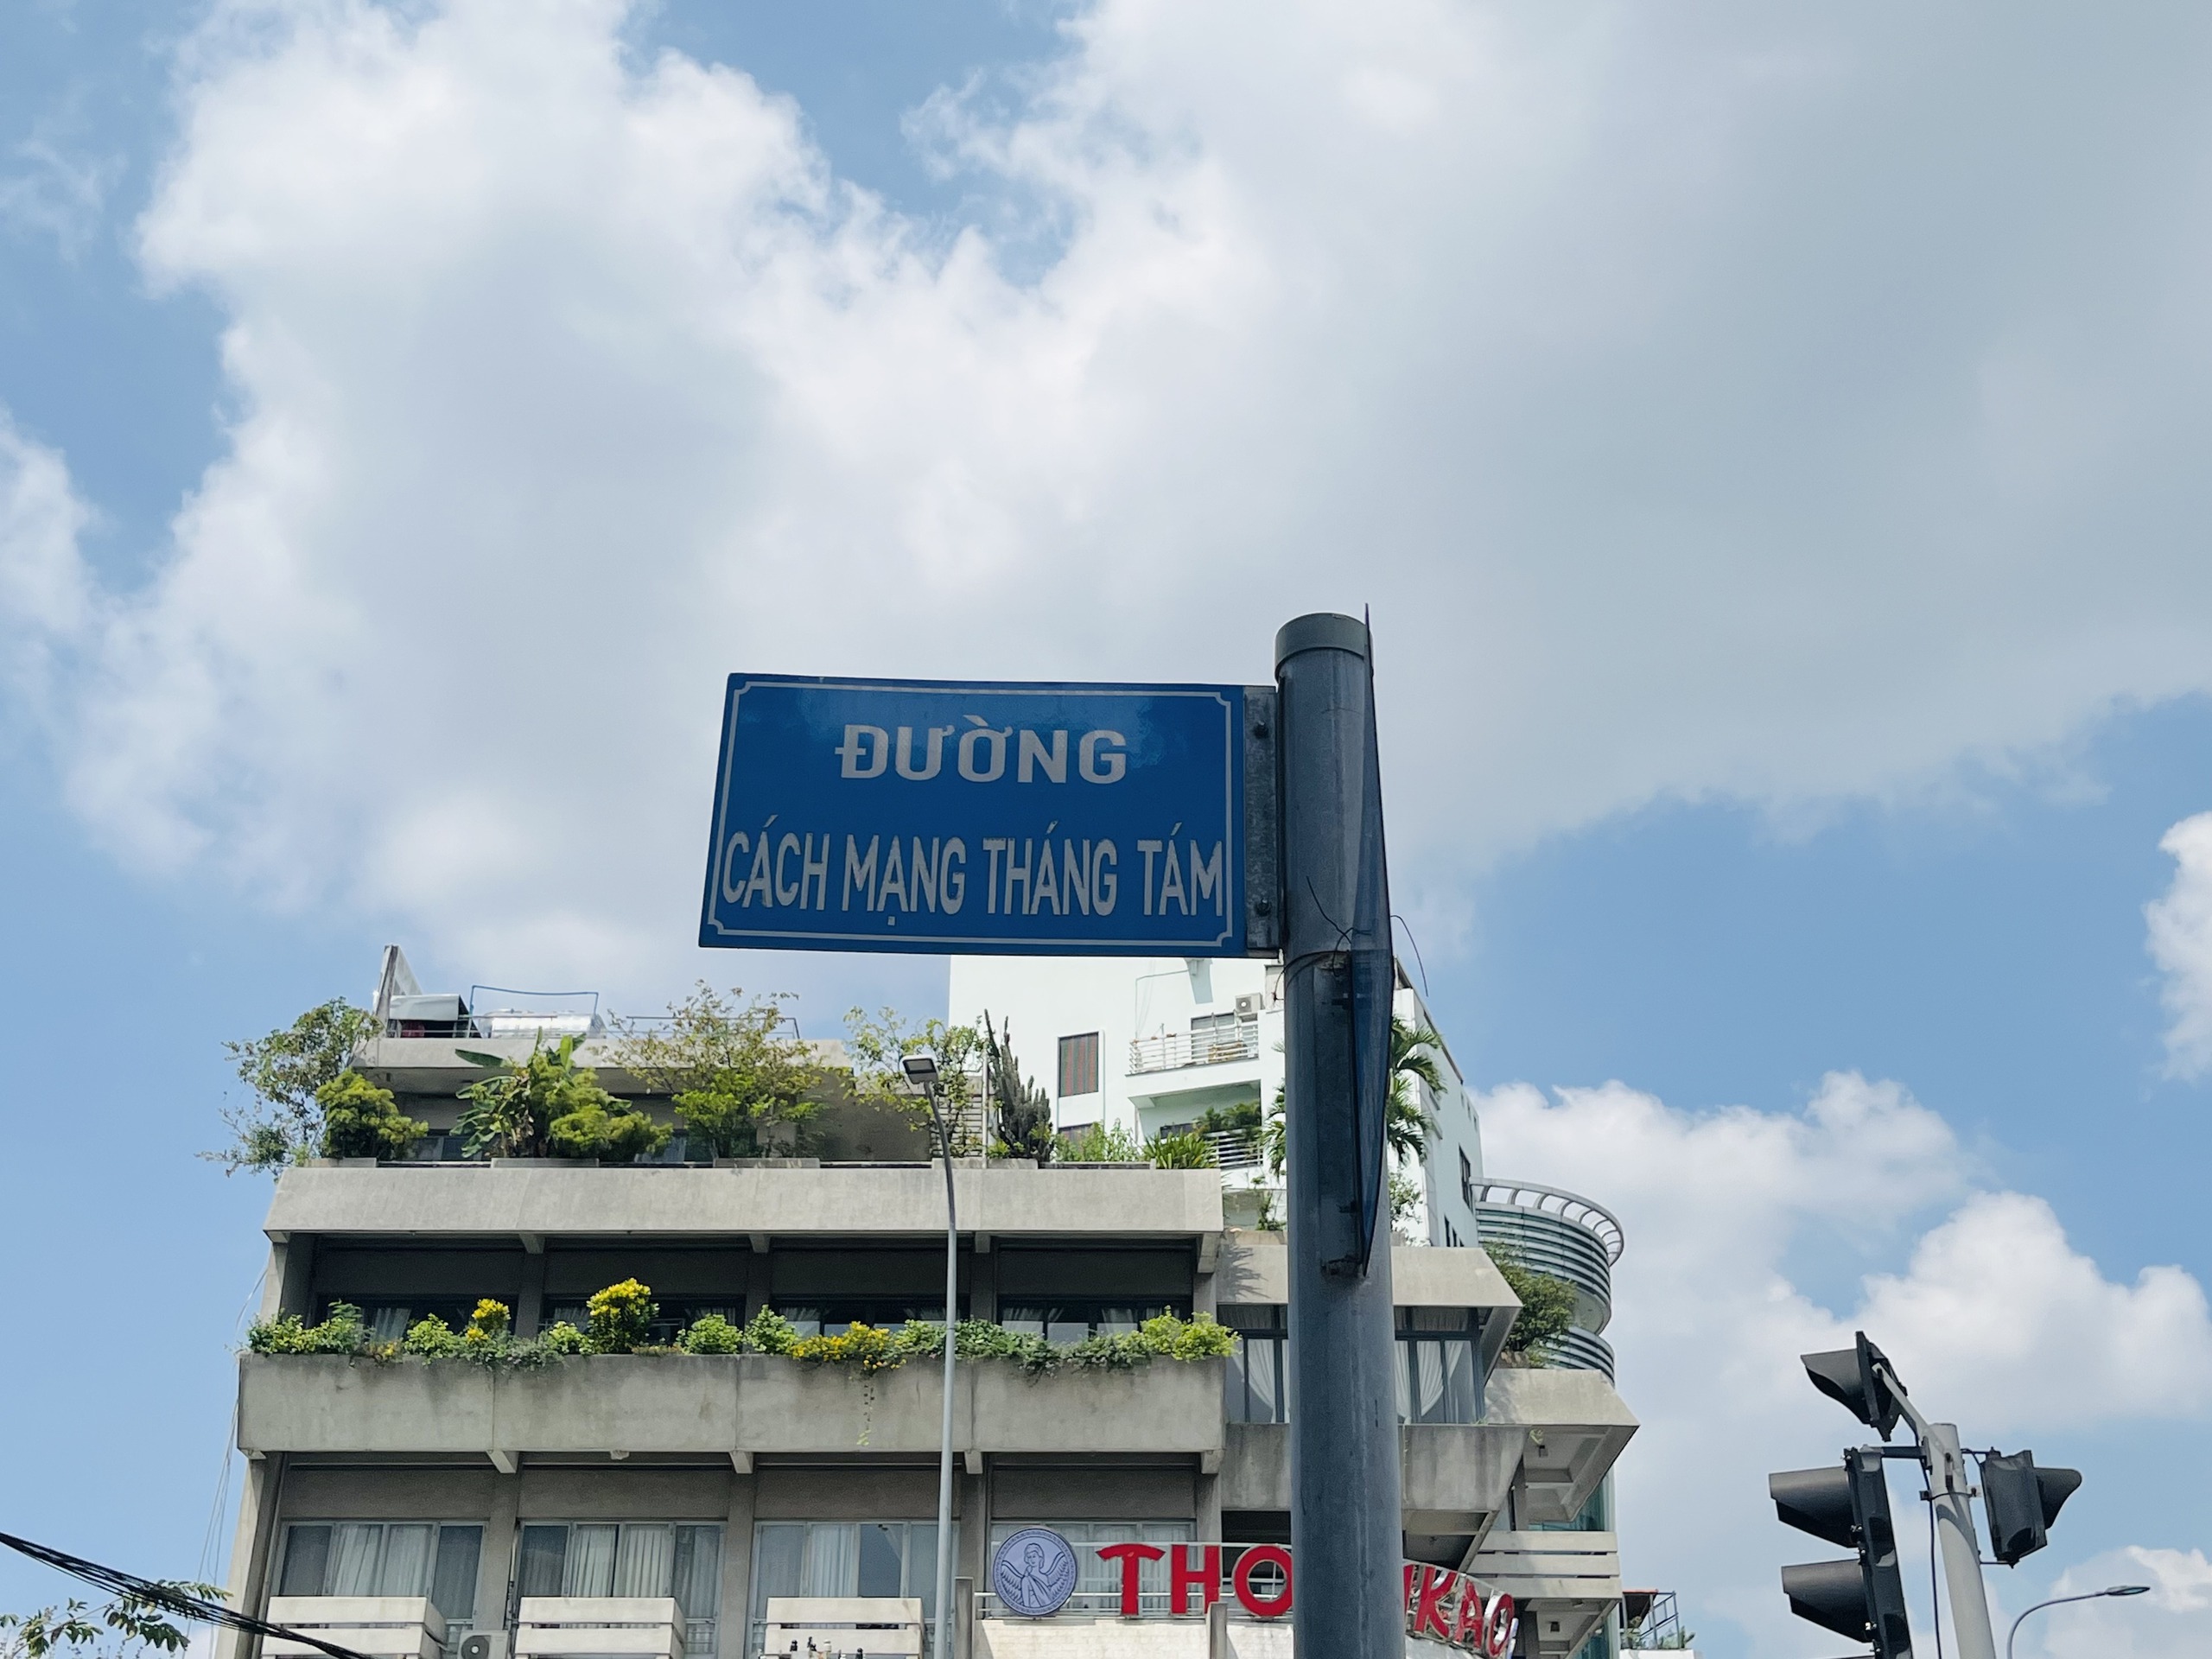 ĐƯỜNG
CÁCH MẠNG THÁNG TÁM